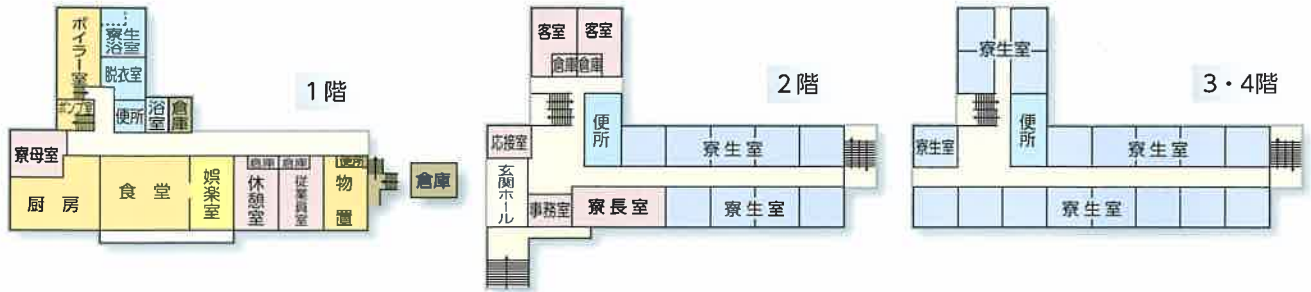 1階
ボイラー室
寮生
浴室
脱衣室
ポンプ室
便所
浴室
倉庫
寮母室
厨房
食堂
娯楽室
倉庫
倉庫
休憩室
従業員室
便所
物置
倉庫
2階
客室
客室
倉庫
倉庫
便所
応接室
玄関ホール
事務室
寮長室
寮生室
寮生室
3・4階
寮生室
便所
寮生室
寮生室
寮生室